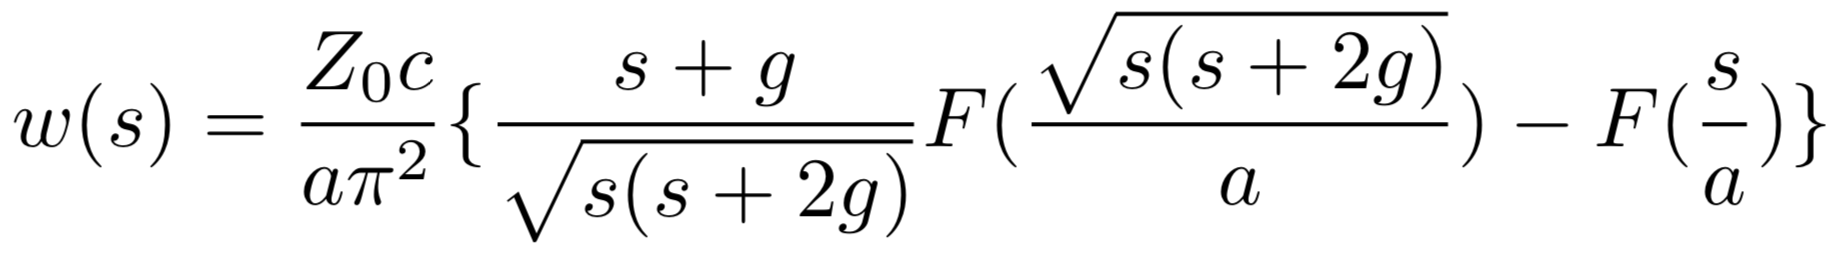 w(s) = \frac{Z_0 c}{a\pi^2} \{ \frac{s+g}{\sqrt{s(s+2g)}} F( \frac{\sqrt{s(s+2g)}}{a} ) - F( \frac{s}{a} ) \}